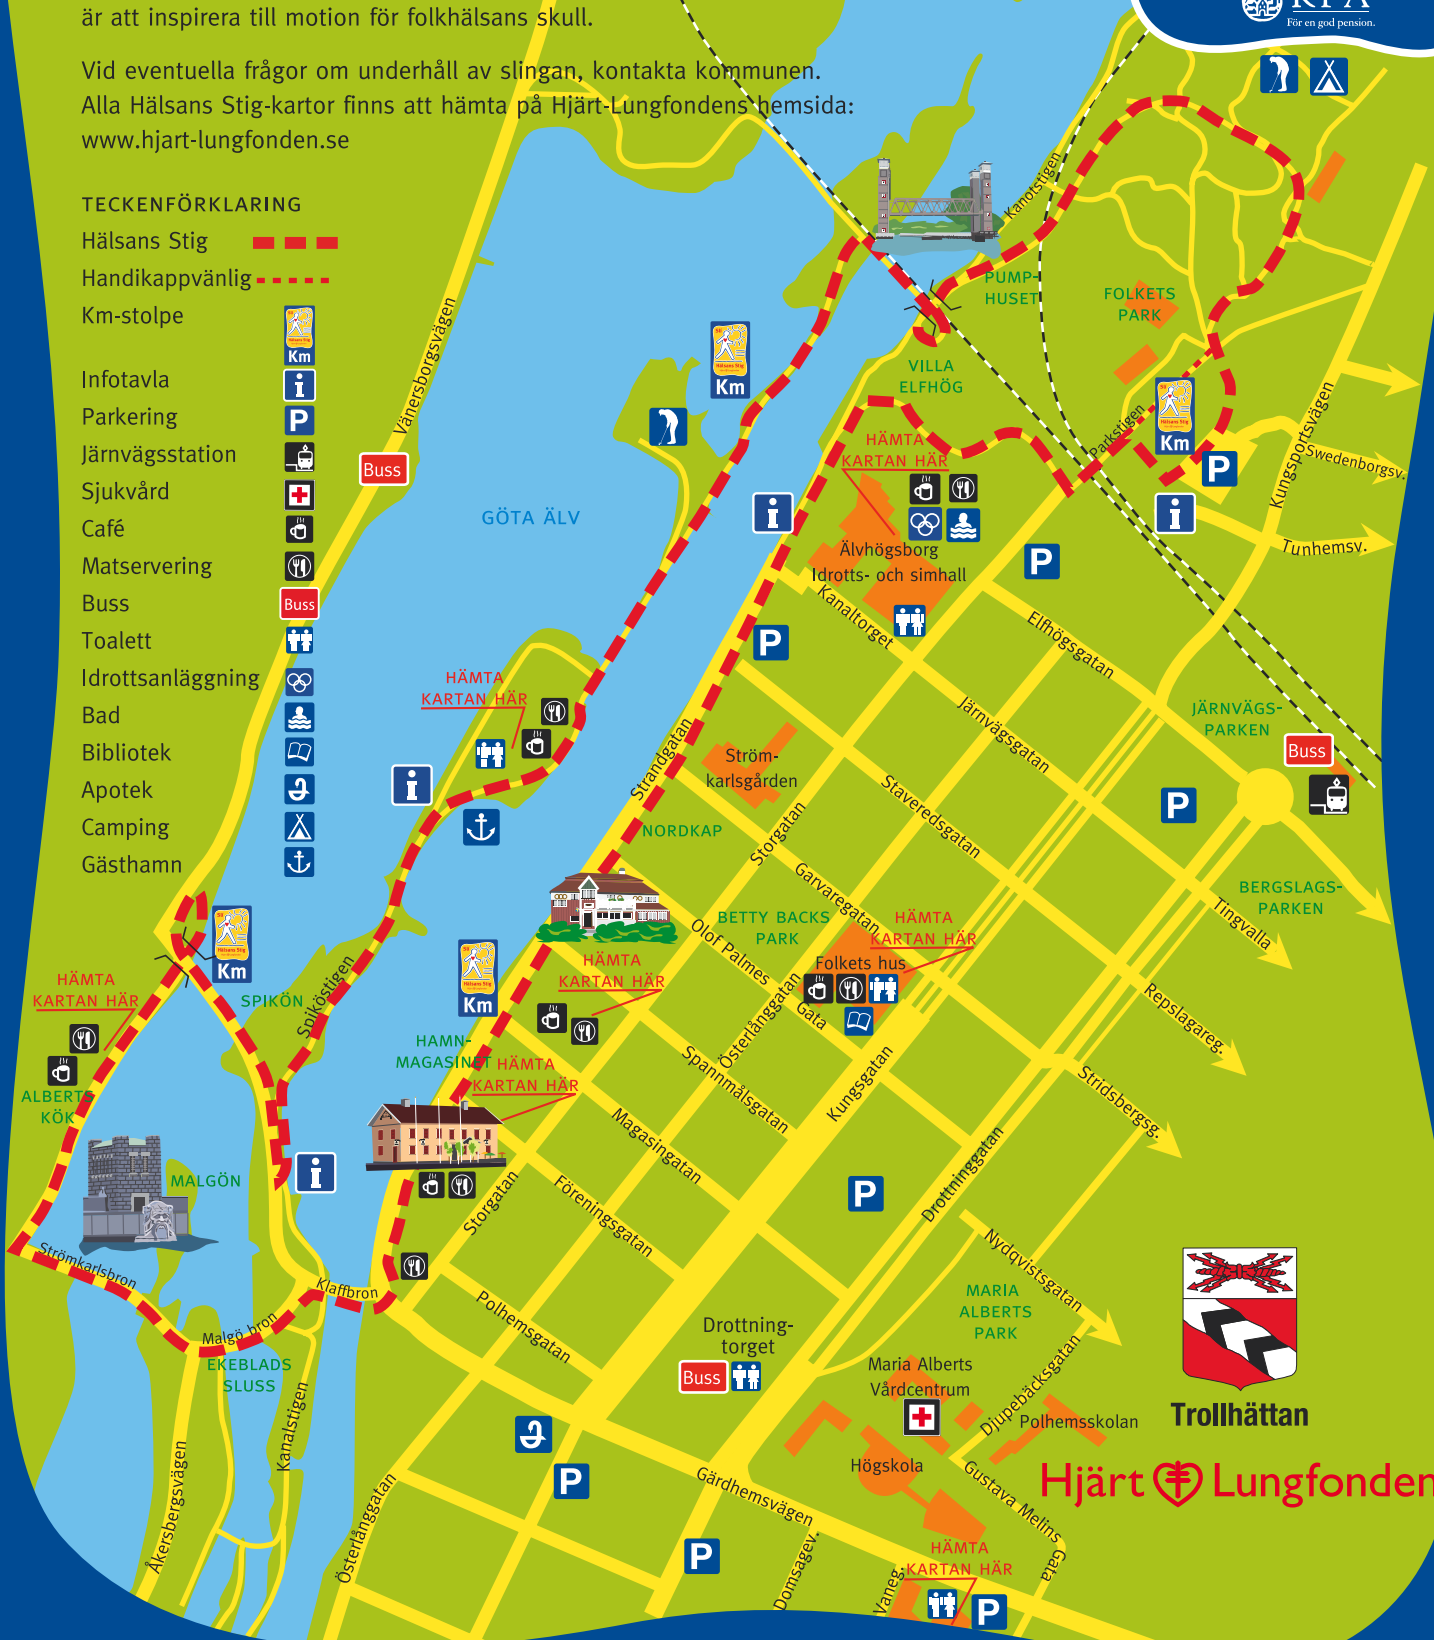 är att inspirera till motion för folkhälsans skull.
Vid eventuella frågor om underhåll av slingan, kontakta kommunen.
Alla Hälsans Stig-kartor finns att hämta på Hjärt-Lungfondens hemsida:
www.hjart-lungfonden.se
För en god pension.
TECKENFÖRKLARING
Hälsans Stig
Handikappvänlig
Km-stolpe
Km
Infotavla
i
Parkering
P
Järnvägsstation
Sjukvård
Café
Matservering
Buss
Buss
Toalett
Idrottsanläggning
Bad
Bibliotek
Apotek
Camping
Gästhamn
Vänersborgsvägen
Buss
GÖTA ÄLV
Km
Kanotstigen
PUMP-
HUSET
FOLKETS
PARK
VILLA
ELFHÖG
Parkstigen
Km
P
i
Kungsportsvägen
Swedenborgsv.
Tunhemsv.
HÄMTA
KARTAN HÄR
Älvhögsborg
Idrotts- och simhall
i
P
P
Kanaltorget
Elfhögsgatan
Järnvägsgatan
JÄRNVÄGS-
PARKEN
Buss
P
HÄMTA
KARTAN HÄR
i
Strandgatan
Ström-
karlsgården
NORDKAP
Storgatan
Staveredsgatan
Garvaregatan
BERGSLAGS-
PARKEN
Tingvalla
BETTY BACKS
PARK
Olof Palmes
Gata
HÄMTA
KARTAN HÄR
Folkets hus
Österlånggatan
Repslagareg.
Km
HÄMTA
KARTAN HÄR
SPIKÖN
Spiköstigen
Km
HÄMTA
KARTAN HÄR
HAMN-
MAGASINET
HÄMTA
KARTAN HÄR
ALBERTS
KÖK
Spannmålsgatan
Kungsgatan
Stridsbergsg.
Magasingatan
Drottninggatan
MALGÖN
i
Storgatan
Föreningsgatan
P
Strömkarlsbron
Klaffbron
Malgö bron
EKEBLADS
SLUSS
Polhemsgatan
Nydqvistsgatan
MARIA
ALBERTS
PARK
Drottning-
torget
Buss
Maria Alberts
Vårdcentrum
Djupebäcksgatan
Polhemsskolan
Trollhättan
Kanalstigen
Åkersbergsvägen
P
Österlånggatan
Gärdhemsvägen
Högskola
Gustava Melins
Gata
Hjärt Lungfonden
P
Domsagev.
Vaneg.
HÄMTA
KARTAN HÄR
P